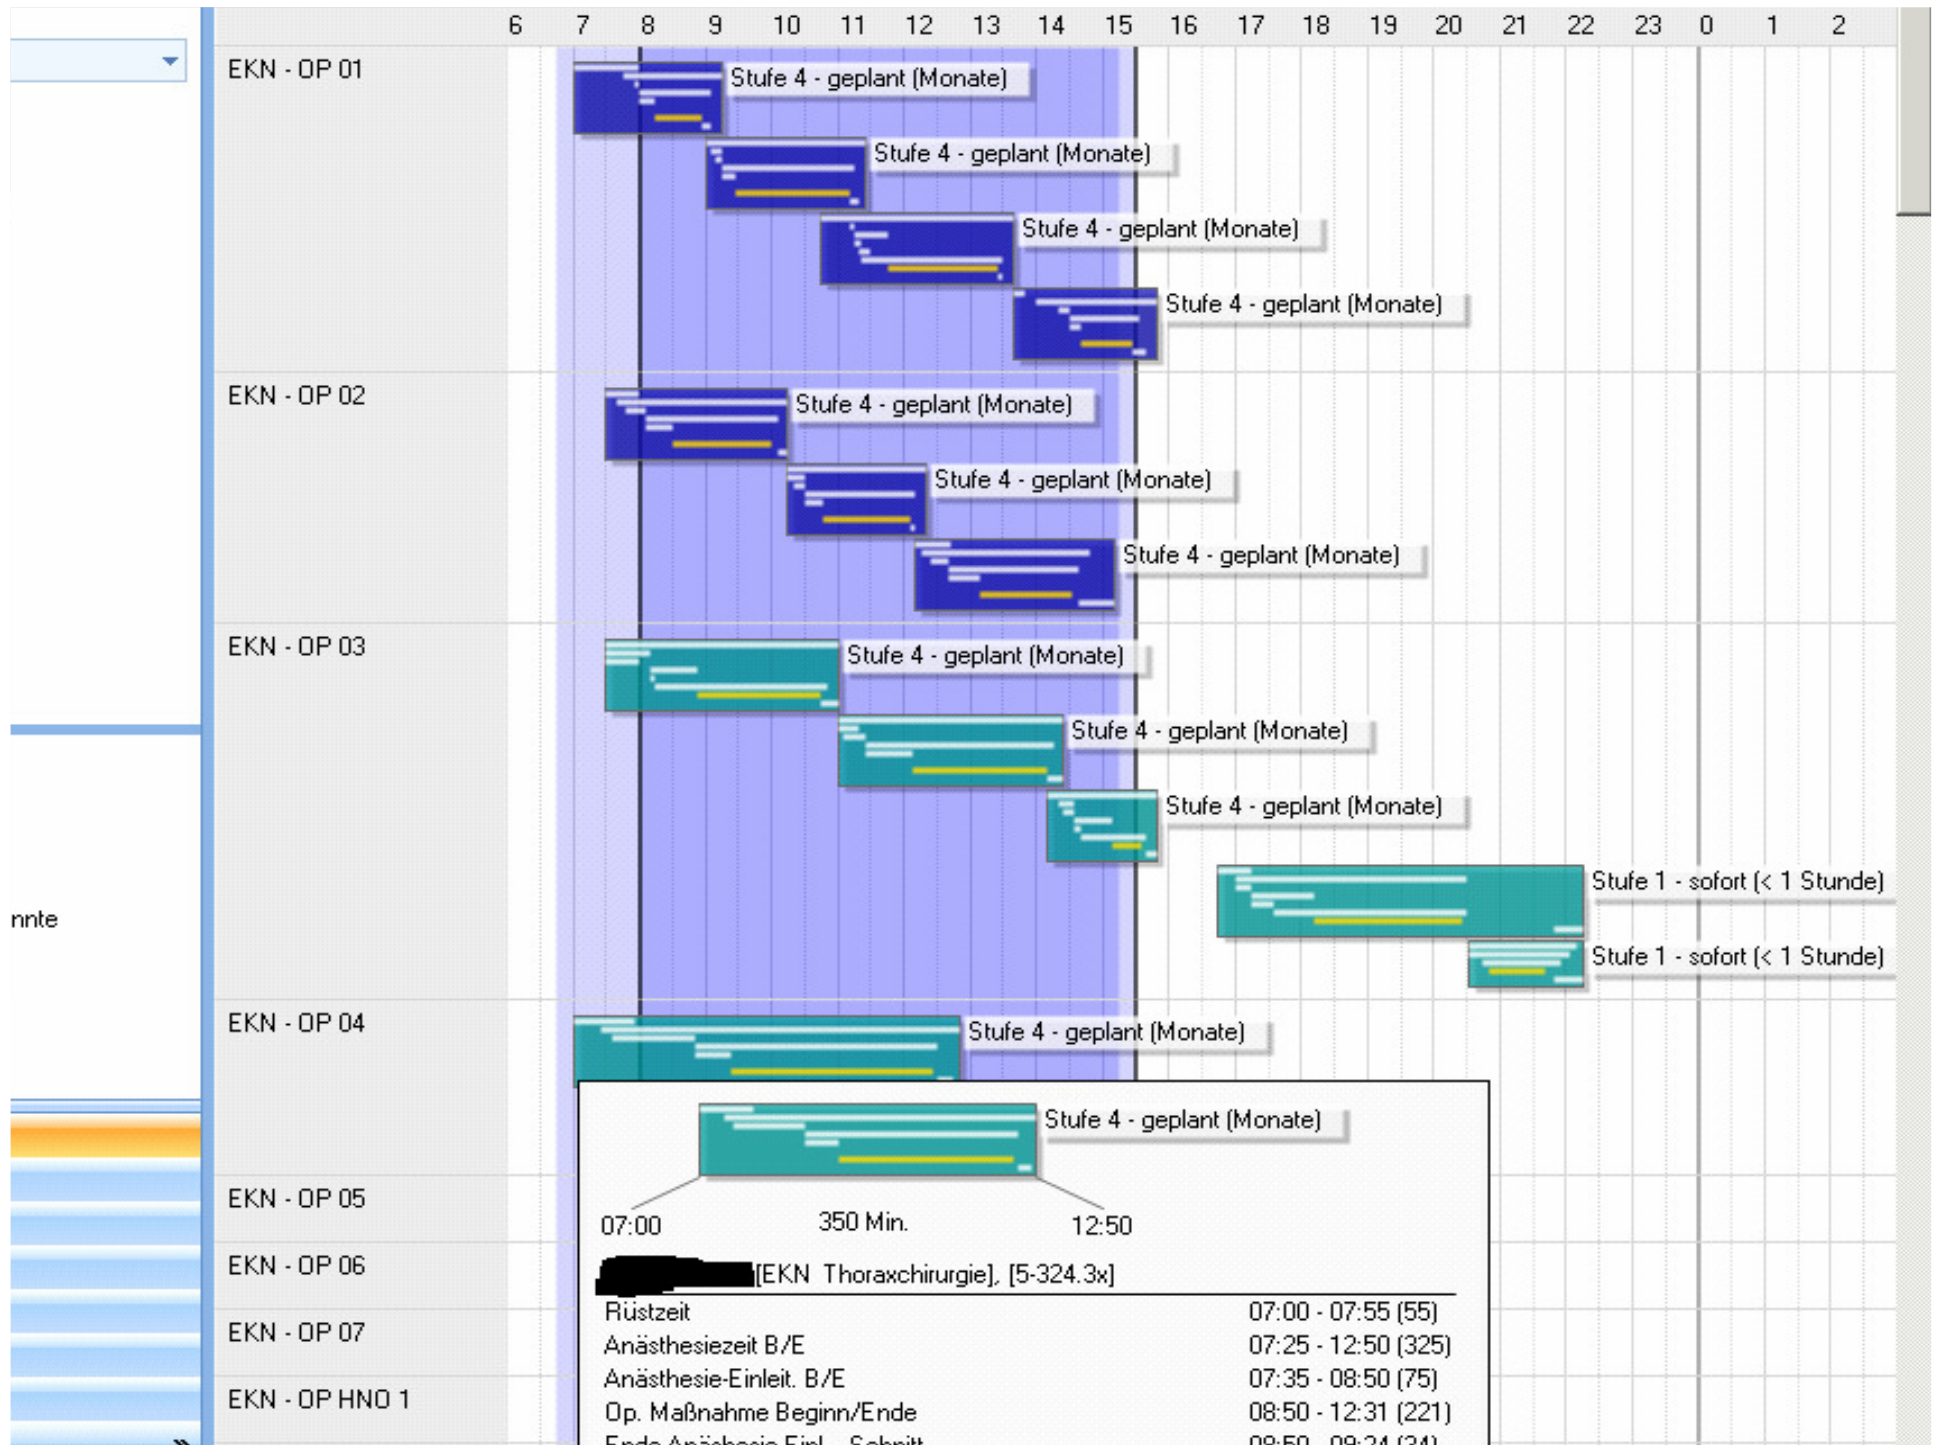 6 7 8 9 10 11 12 13 14 15 16 17 18 19 20 21 22 23 0 1 2
EKN - OP 01
Stufe 4 - geplant (Monate)
Stufe 4 - geplant (Monate)
Stufe 4 - geplant (Monate)
Stufe 4 - geplant (Monate)
EKN - OP 02
Stufe 4 - geplant (Monate)
Stufe 4 - geplant (Monate)
Stufe 4 - geplant (Monate)
EKN - OP 03
Stufe 4 - geplant (Monate)
Stufe 4 - geplant (Monate)
Stufe 4 - geplant (Monate)
Stufe 1 - sofort (< 1 Stunde)
nnte
Stufe 1 - sofort (< 1 Stunde)
EKN - OP 04
Stufe 4 - geplant (Monate)
Stufe 4 - geplant (Monate)
EKN - OP 05
07:00 350 Min. 12:50
EKN - OP 06
[EKN Thoraxchirurgie], [5-324.3x]
Rüstzeit 07:00 - 07:55 (55)
EKN - OP 07
Anästhesiezeit B/E 07:25 - 12:50 (325)
Anästhesie-Einleit. B/E 07:35 - 08:50 (75)
EKN - OP HNO 1
Op. Maßnahme Beginn/Ende 08:50 - 12:31 (221)
»